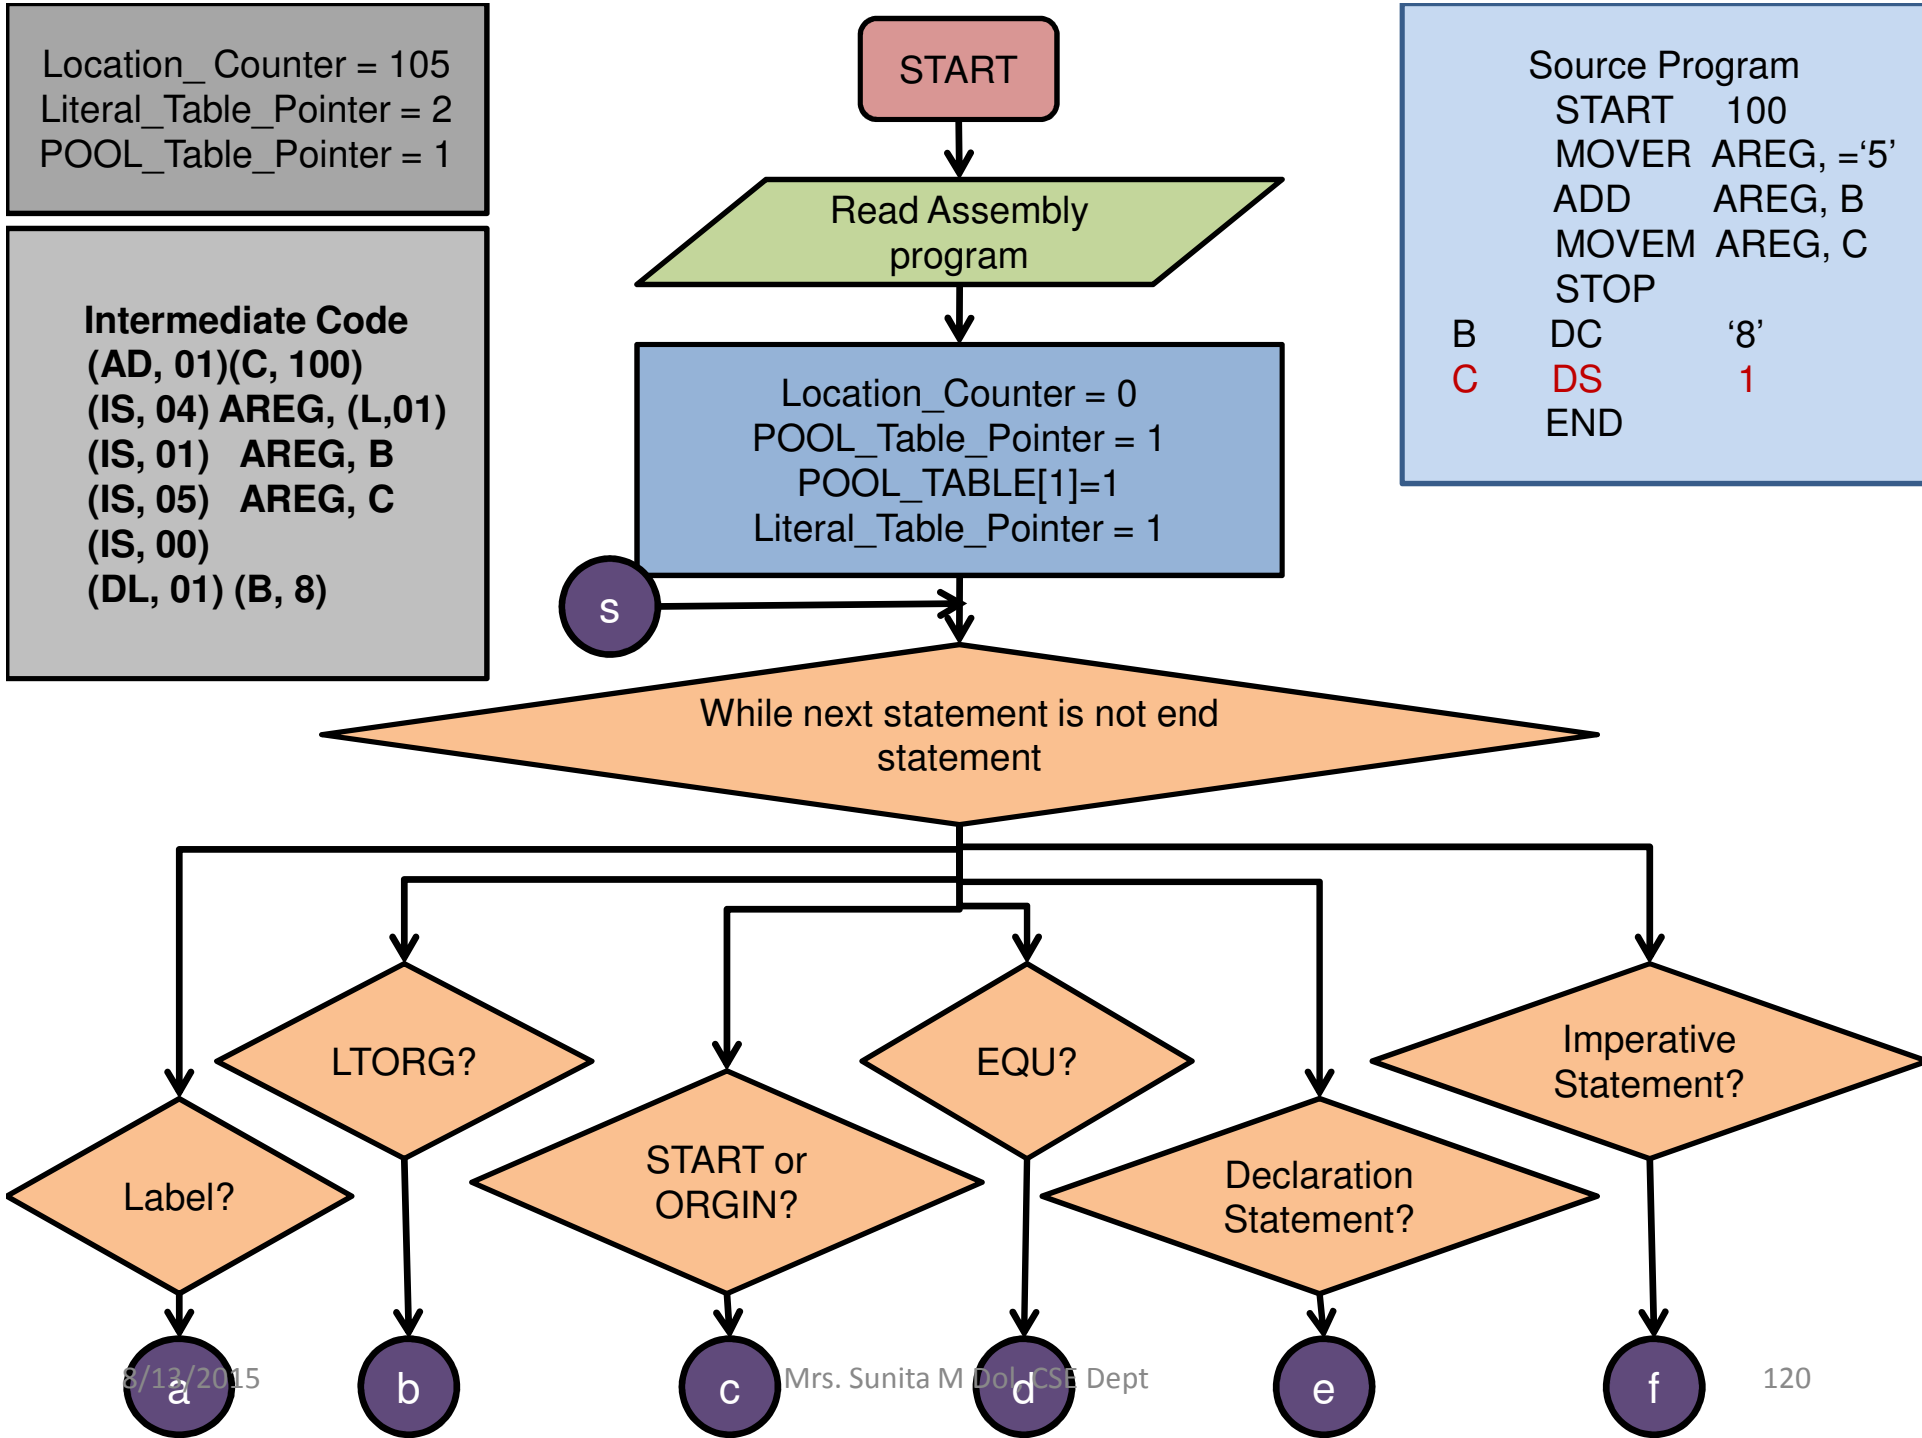 Location_ Counter = 105
Literal_Table_Pointer = 2
POOL_Table_Pointer = 1
Intermediate Code
(AD, 01)(C, 100)
(IS, 04) AREG, (L,01)
(IS, 01) AREG, B
(IS, 05) AREG, C
(IS, 00)
(DL, 01) (B, 8)
START
Read Assembly
program
Location_Counter = 0
POOL_Table_Pointer = 1
POOL_TABLE[1]=1
Literal_Table_Pointer = 1
s
Source Program
START 100
MOVER AREG, =‘5’
ADD AREG, B
MOVEM AREG, C
STOP
B DC ‘8’
C DS 1
END
While next statement is not end
statement
Label?
LTORG?
START or
ORGIN?
EQU?
Declaration
Statement?
Imperative
Statement?
a
b
c
d
e
f
8/13/2015
Mrs. Sunita M Dol, CSE Dept
120